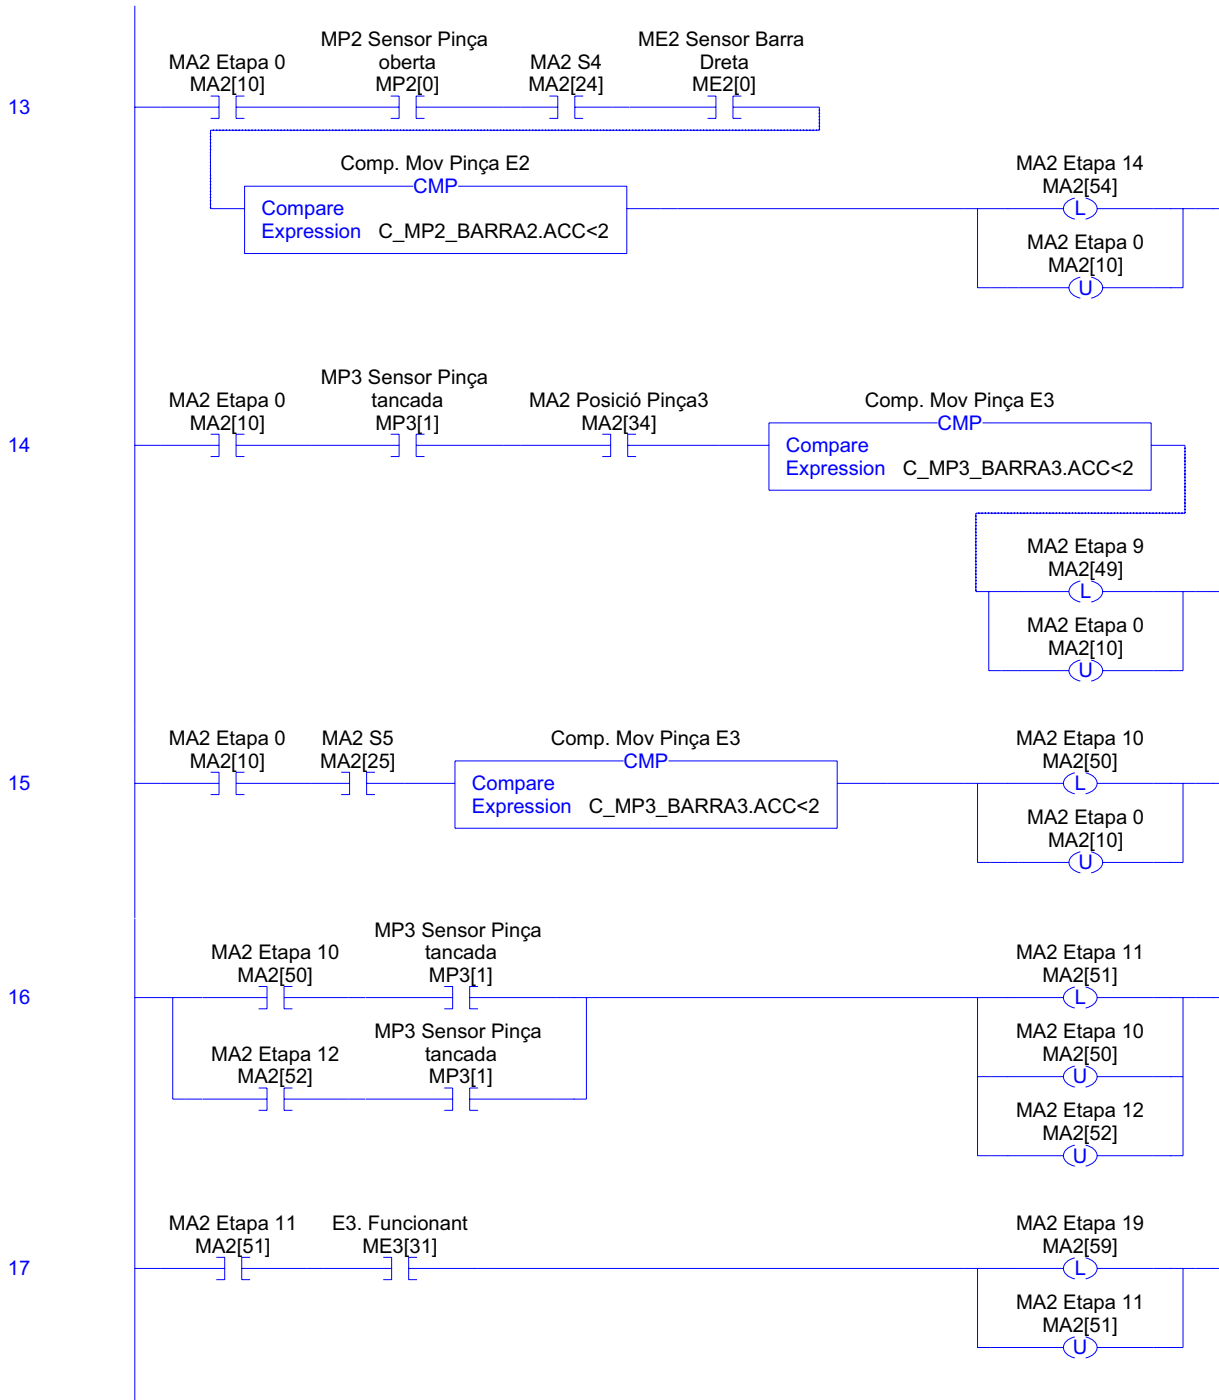 MA2 Etapa 0
MA2[10]
MP2 Sensor Pinça
oberta
MP2[0]
MA2 S4
MA2[24]
ME2 Sensor Barra
Dreta
ME2[0]
13
Comp. Mov Pinça E2
CMP
Compare
Expression C_MP2_BARRA2.ACC<2
MA2 Etapa 14
MA2[54]
L
MA2 Etapa 0
MA2[10]
U
MA2 Etapa 0
MA2[10]
MP3 Sensor Pinça
tancada
MP3[1]
MA2 Posició Pinça3
MA2[34]
Comp. Mov Pinça E3
CMP
14
Compare
Expression C_MP3_BARRA3.ACC<2
MA2 Etapa 9
MA2[49]
L
MA2 Etapa 0
MA2[10]
U
MA2 Etapa 0
MA2[10]
MA2 S5
MA2[25]
Comp. Mov Pinça E3
CMP
15
Compare
Expression C_MP3_BARRA3.ACC<2
MA2 Etapa 10
MA2[50]
L
MA2 Etapa 0
MA2[10]
U
MA2 Etapa 10
MA2[50]
MP3 Sensor Pinça
tancada
MP3[1]
16
MA2 Etapa 12
MA2[52]
MP3 Sensor Pinça
tancada
MP3[1]
MA2 Etapa 11
MA2[51]
L
MA2 Etapa 10
MA2[50]
U
MA2 Etapa 12
MA2[52]
U
MA2 Etapa 11
MA2[51]
E3. Funcionant
ME3[31]
17
MA2 Etapa 19
MA2[59]
L
MA2 Etapa 11
MA2[51]
U